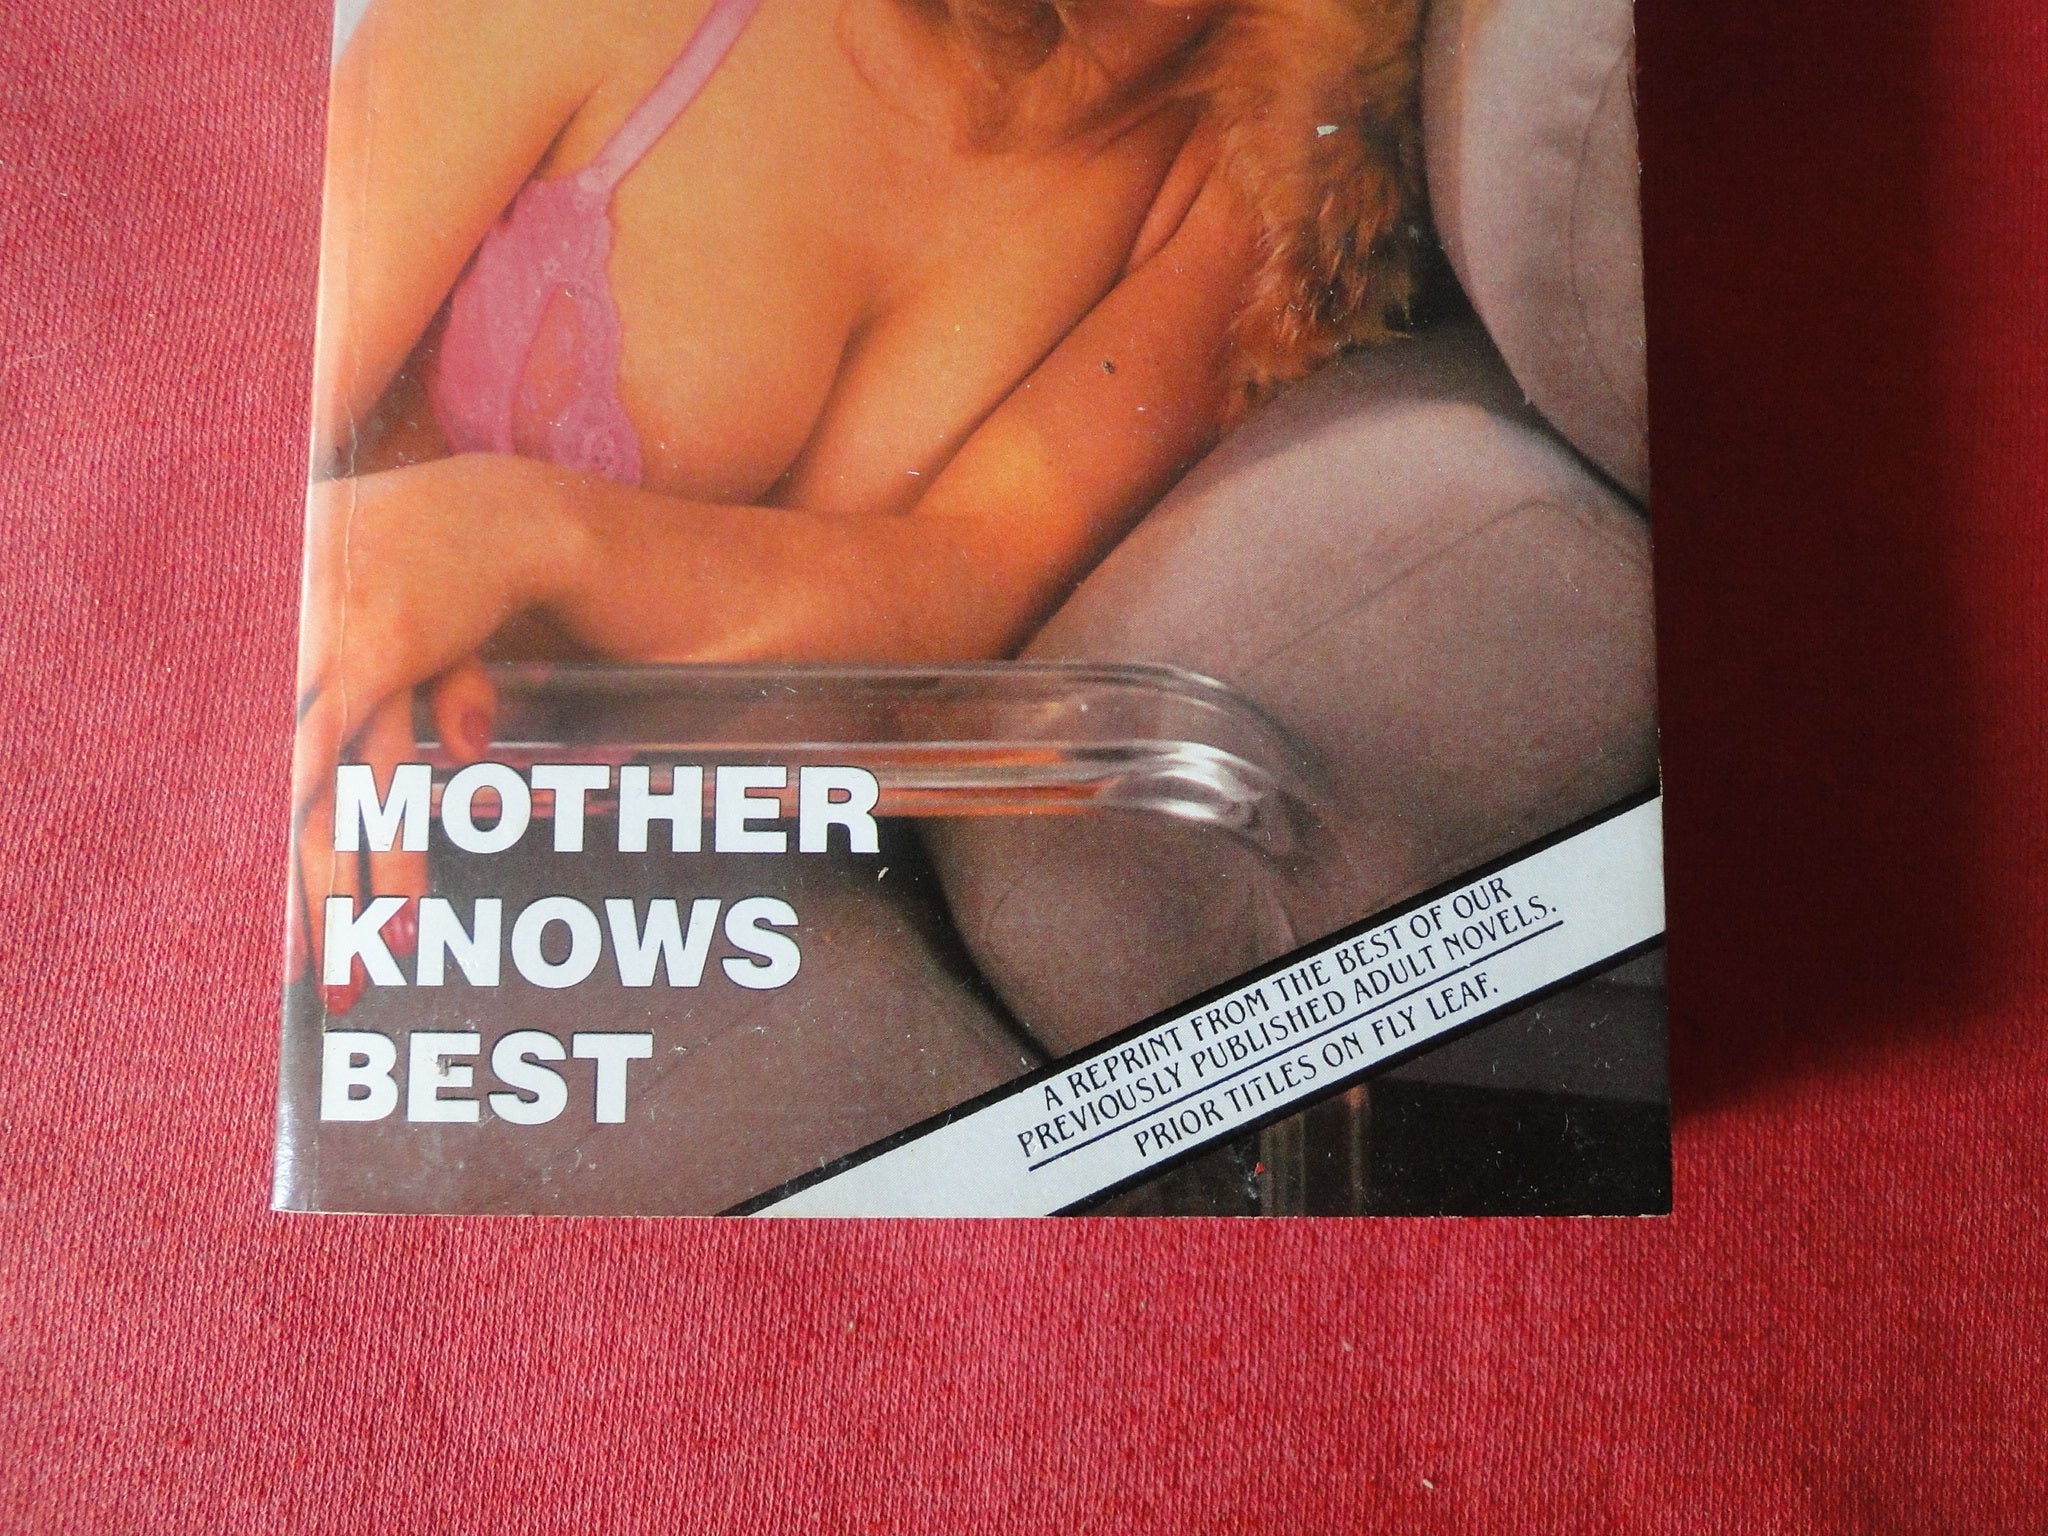 MOTHER
KNOWS
BEST
A REPRINT FROM THE BEST OF OUR
PREVIOUSLY PUBLISHED ADULT NOVELS.
PRIOR TITLES ON FLY LEAF.